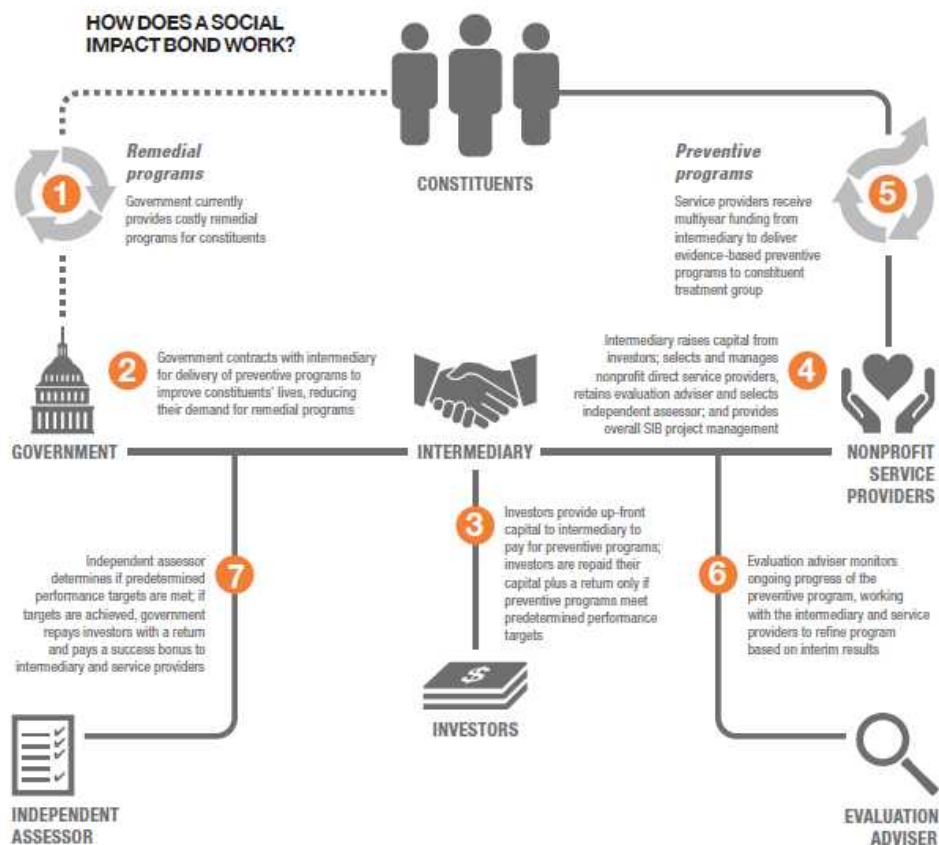 HOW DOES A SOCIAL
IMPACT BOND WORK?
CONSTITUENTS
1
Remedial
programs
Government currently
provides costly remedial
programs for constituents
Preventive
programs
Service providers receive
multiyear funding from
intermediary to deliver
evidence-based preventive
programs to constituent
treatment group
5
2
Government contracts with intermediary
for delivery of preventive programs to
improve constituents' lives, reducing
their demand for remedial programs
Intermediary raises capital from
investors; selects and manages
nonprofit direct service providers,
retains evaluation adviser and selects
independent assessor; and provides
overall SIB project management
4
GOVERNMENT
INTERMEDIARY
NONPROFIT
SERVICE
PROVIDERS
Independent assessor
determines if predetermined
performance targets are met; if
targets are achieved, government
repays investors with a return
and pays a success bonus to
intermediary and service providers
7
3
Investors provide up-front
capital to intermediary to
pay for preventive programs;
investors are repaid their
capital plus a return only if
preventive programs meet
predetermined performance
targets
6
Evaluation adviser monitors
ongoing progress of the
preventive program, working
with the intermediary and service
providers to refine program
based on interim results
$
INVESTORS
INDEPENDENT
ASSESSOR
EVALUATION
ADVISER